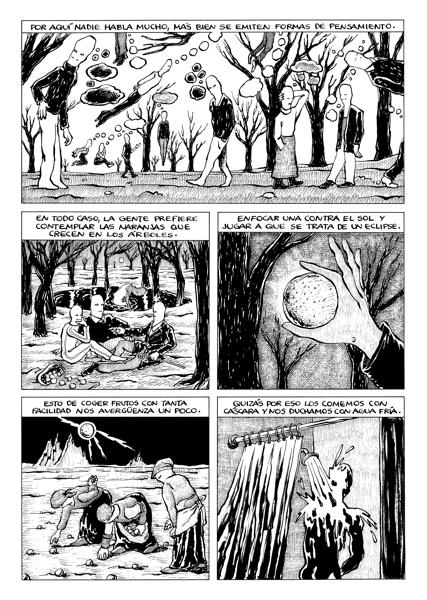 POR AQUÍ NADIE HABLA MUCHO, MÁS BIEN SE EMITEN FORMAS DE PENSAMIENTO.
EN TODO CASO, LA GENTE PREFIERE
CONTEMPLAR LAS NARANJAS QUE
CRECEN EN LOS ÁRBOLES.
ENFOCAR UNA CONTRA EL SOL Y
JUGAR A QUE SE TRATA DE UN ECLIPSE.
ESTO DE COGER FRUTOS CON TANTA
FACILIDAD NOS AVERGÜENZA UN POCO.
QUIZÁS POR ESO LOS COMEMOS CON
CÁSCARA Y NOS DUCHAMOS CON AGUA FRÍA.